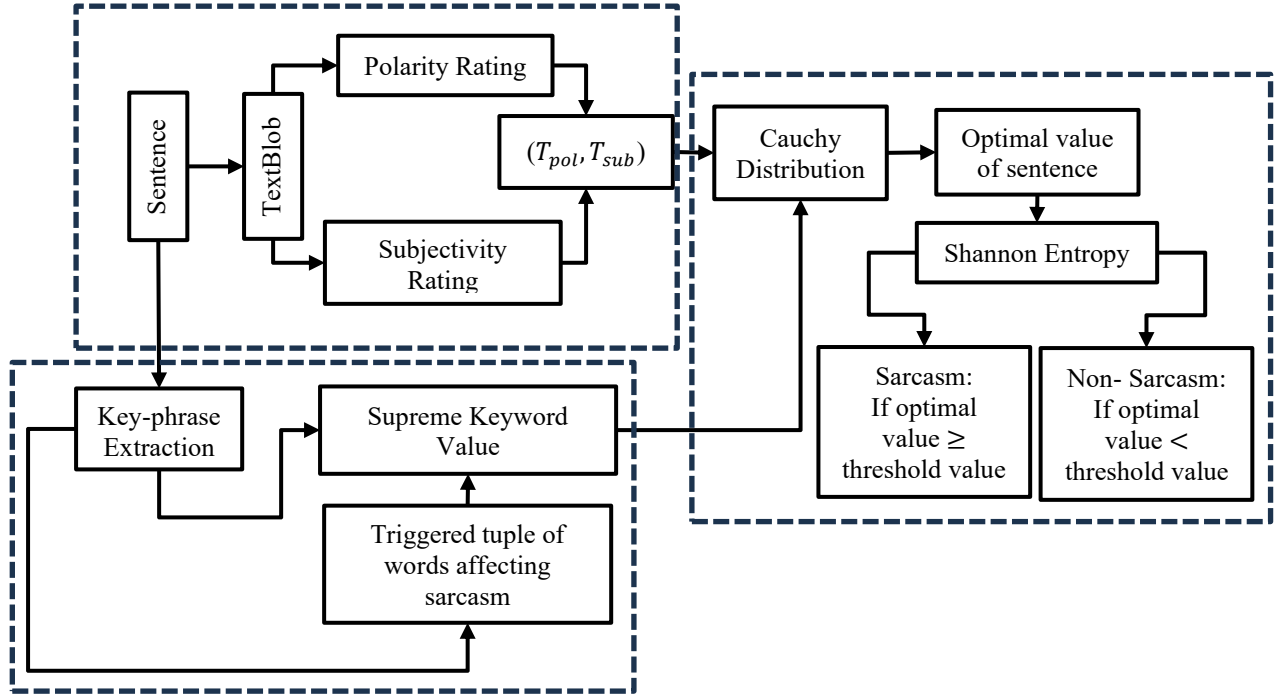 Sentence
TextBlob
Polarity Rating
Subjectivity
Rating
(T_pol, T_sub)
Cauchy
Distribution
Optimal value
of sentence
Shannon Entropy
Sarcasm:
If optimal
value ≥
threshold value
Non- Sarcasm:
If optimal
value <
threshold value
Key-phrase
Extraction
Supreme Keyword
Value
Triggered tuple of
words affecting
sarcasm